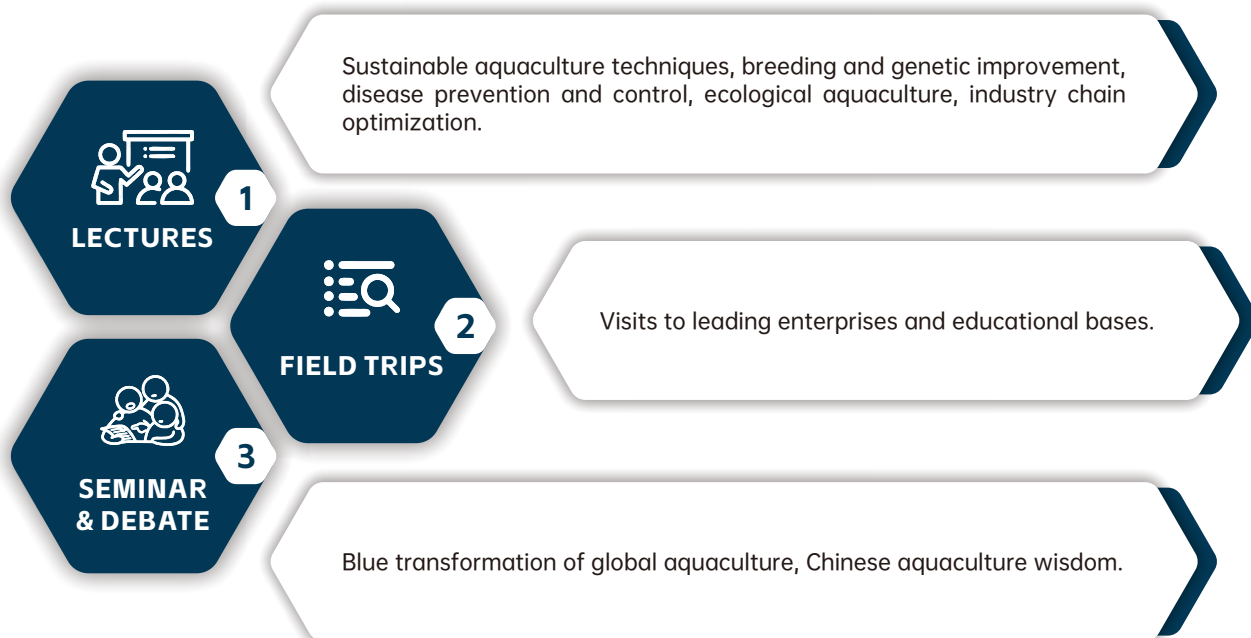 1
LECTURES
Sustainable aquaculture techniques, breeding and genetic improvement,
disease prevention and control, ecological aquaculture, industry chain
optimization.
2
FIELD TRIPS
Visits to leading enterprises and educational bases.
3
SEMINAR
& DEBATE
Blue transformation of global aquaculture, Chinese aquaculture wisdom.